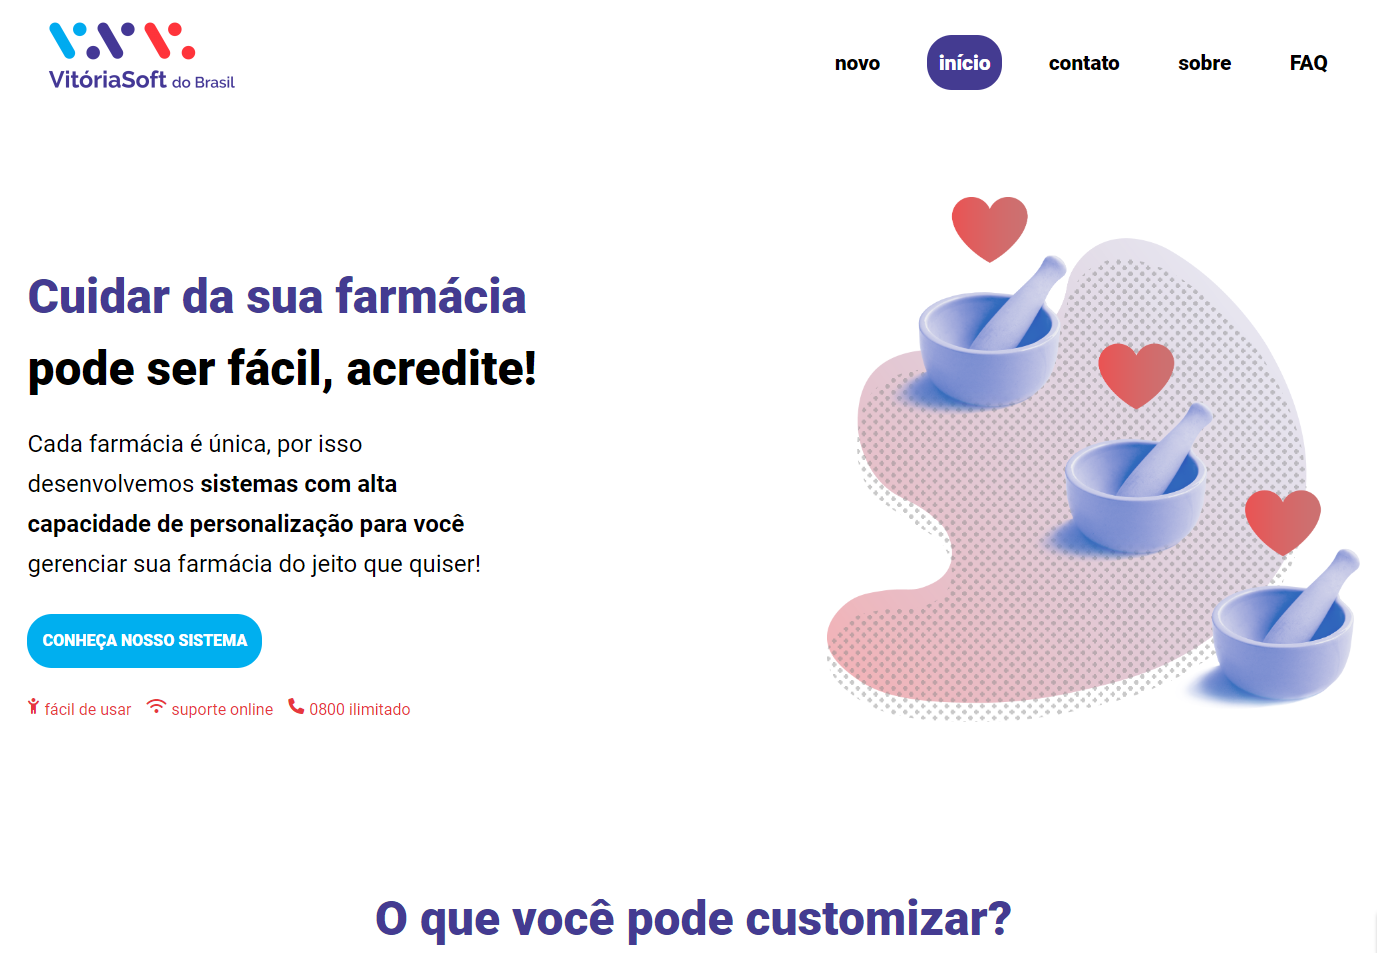 VitóriaSoft do Brasil
novo início contato sobre FAQ
Cuidar da sua farmácia
pode ser fácil, acredite!
Cada farmácia é única, por isso
desenvolvemos sistemas com alta
capacidade de personalização para você
gerenciar sua farmácia do jeito que quiser!
CONHEÇA NOSSO SISTEMA
fácil de usar suporte online 0800 ilimitado
O que você pode customizar?